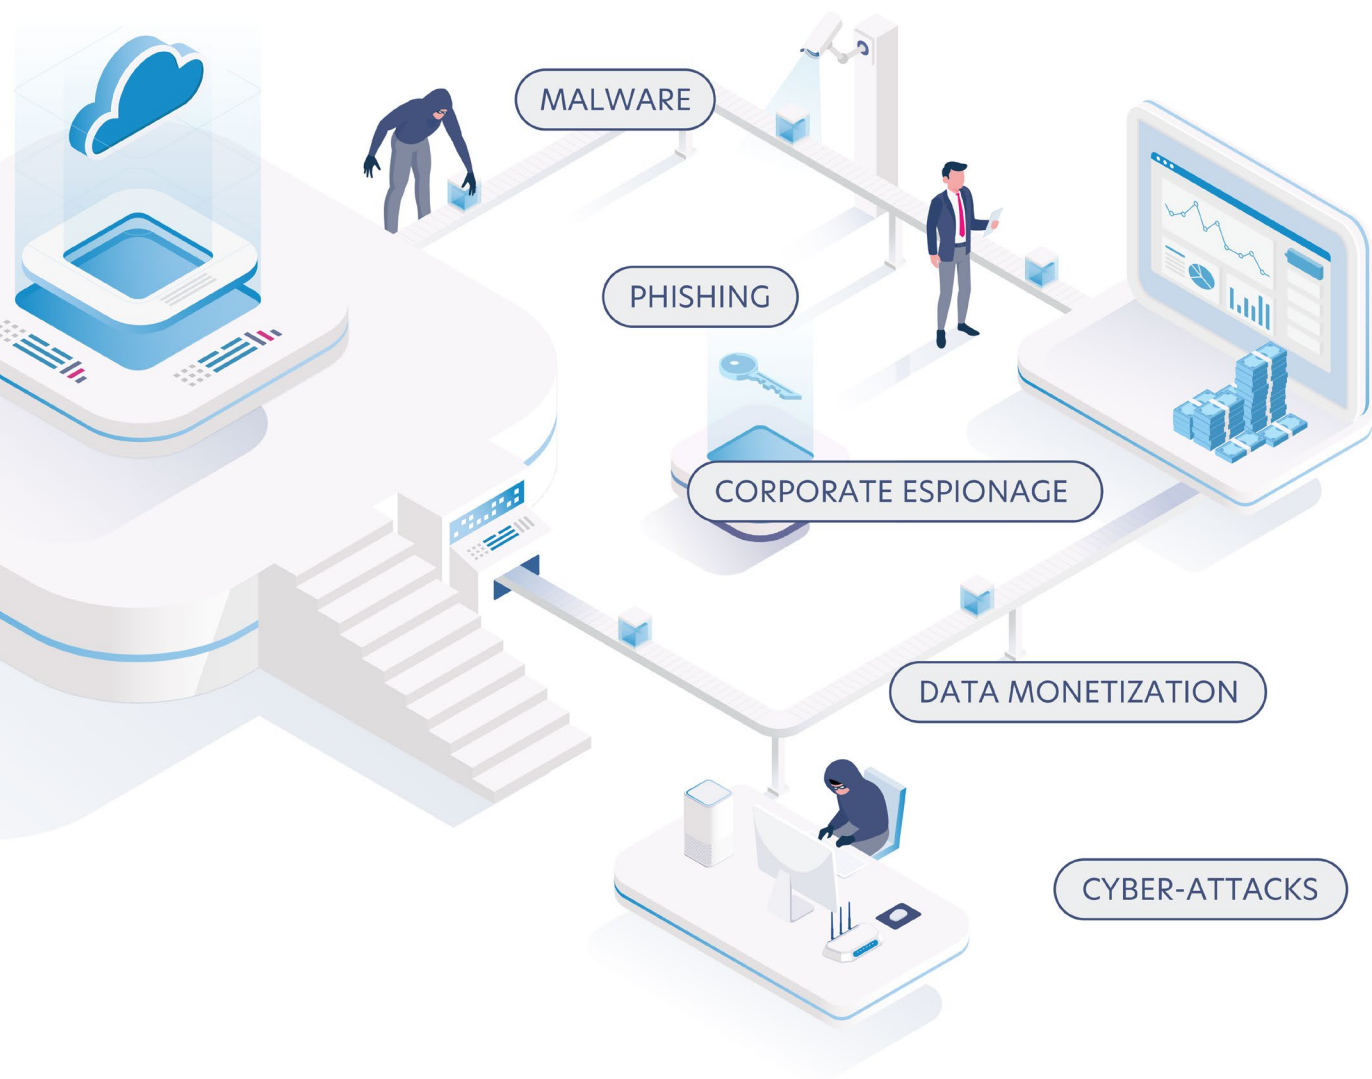 MALWARE
PHISHING
CORPORATE ESPIONAGE
DATA MONETIZATION
CYBER-ATTACKS